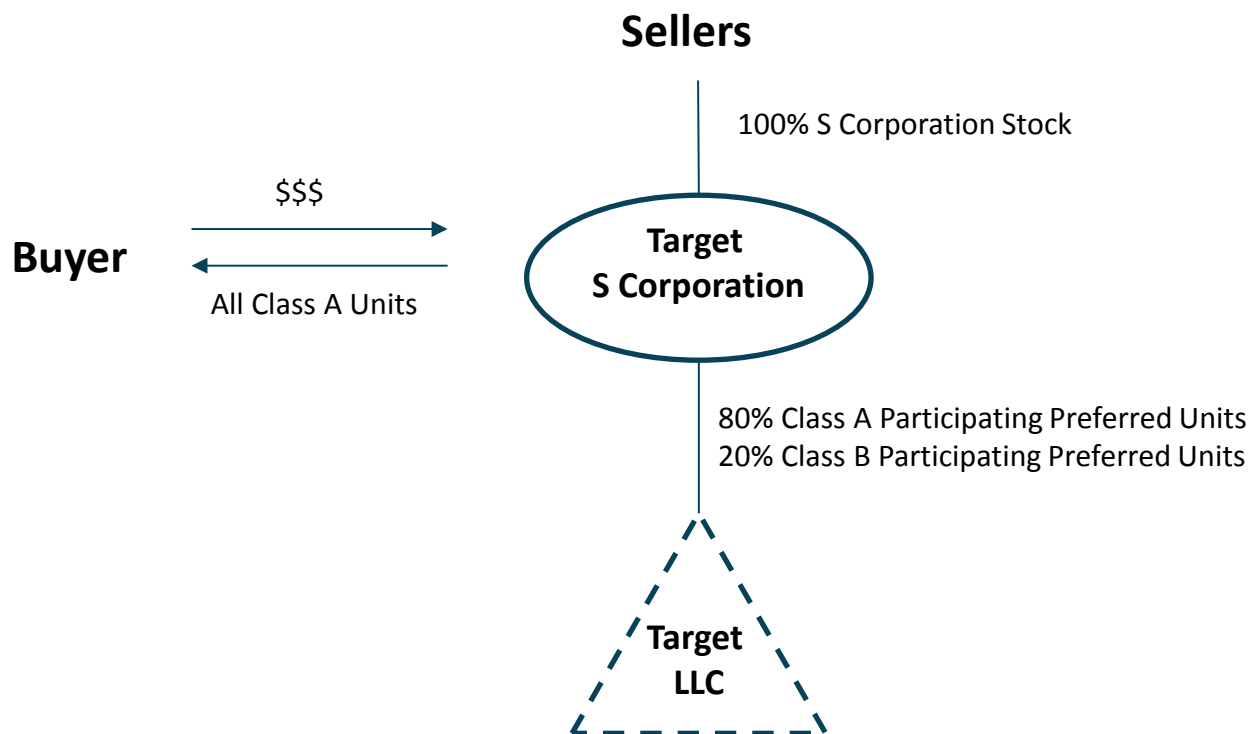 Sellers
100% S Corporation Stock
$$$
Buyer
All Class A Units
Target
S Corporation
80% Class A Participating Preferred Units
20% Class B Participating Preferred Units
Target
LLC